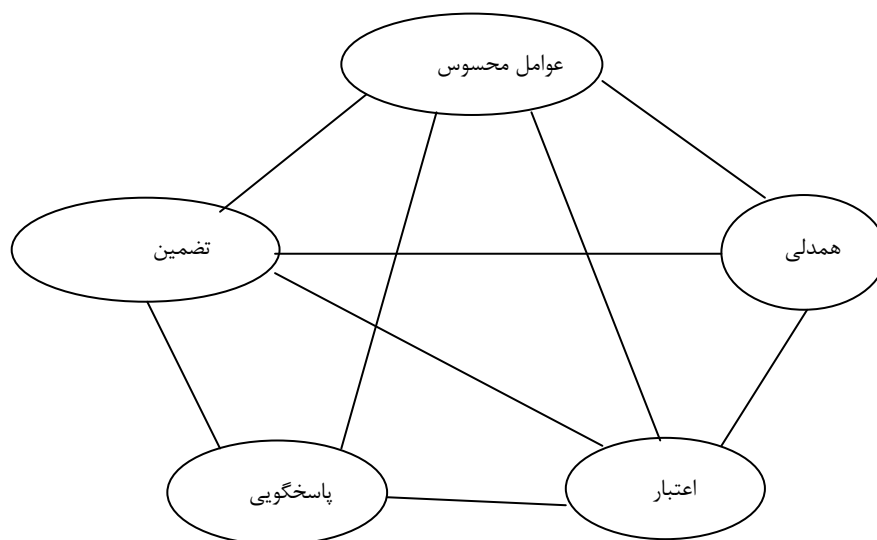 عوامل محسوس
همدلی
تضمین
اعتبار
پاسخگویی